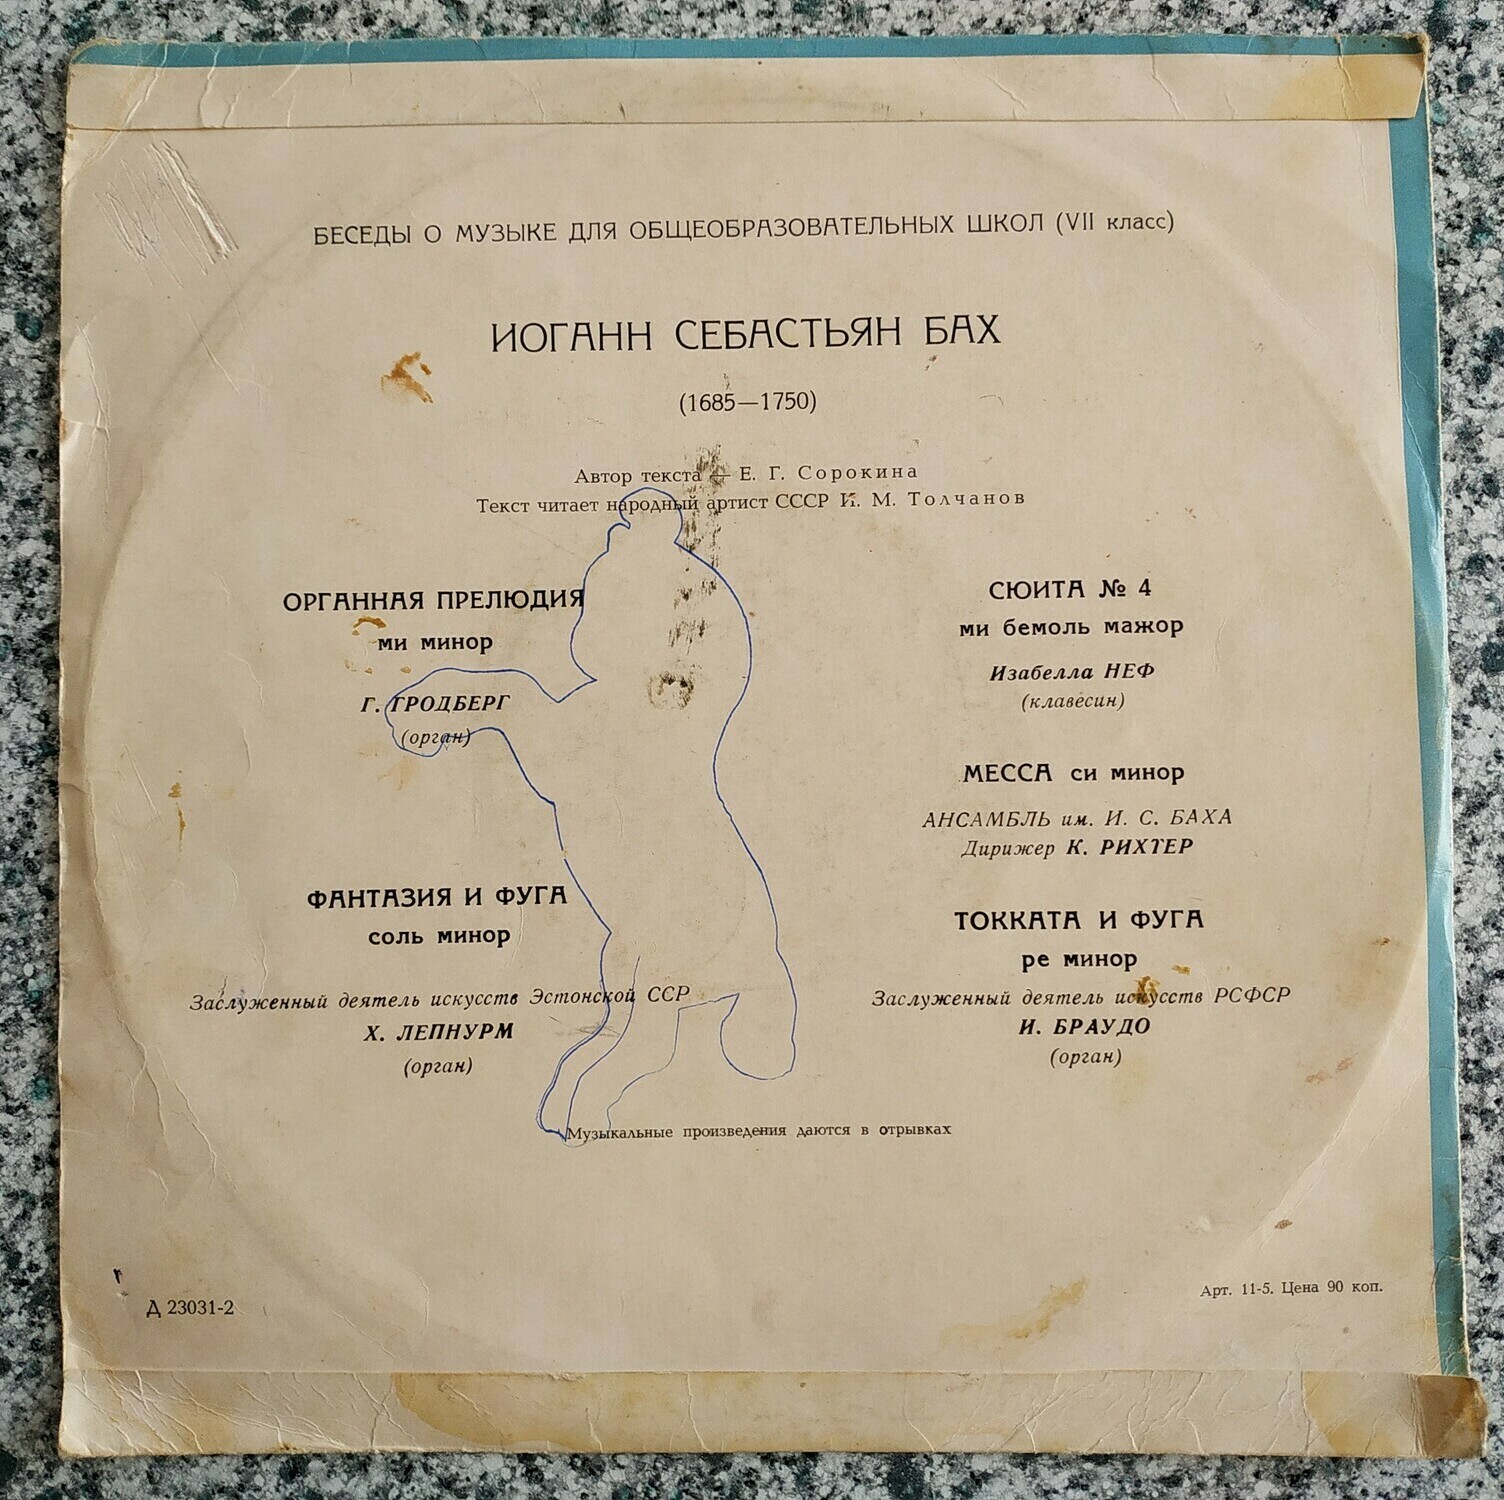 БЕСЕДЫ О МУЗЫКЕ ДЛЯ ОБЩЕОБРАЗОВАТЕЛЬНЫХ ШКОЛ (VII класс)
ИОГАНН СЕБАСТЬЯН БАХ
(1685—1750)
Автор текста — Е. Г. Сорокина
Текст читает народный артист СССР И. М. Толчанов
ОРГАННАЯ ПРЕЛЮДИЯ
ми минор
Г. ГРОДБЕРГ
(орган)
ФАНТАЗИЯ И ФУГА
соль минор
Заслуженный деятель искусств Эстонской ССР
Х. ЛЕПНУРМ
(орган)
СЮИТА № 4
ми бемоль мажор
Изабелла НЕФ
(клавесин)
МЕССА си минор
АНСАМБЛЬ им. И. С. БАХА
Дирижер К. РИХТЕР
ТОККАТА И ФУГА
ре минор
Заслуженный деятель искусств РСФСР
И. БРАУДО
(орган)
Музыкальные произведения даются в отрывках
Д 23031-2
Арт. 11-5. Цена 90 коп.